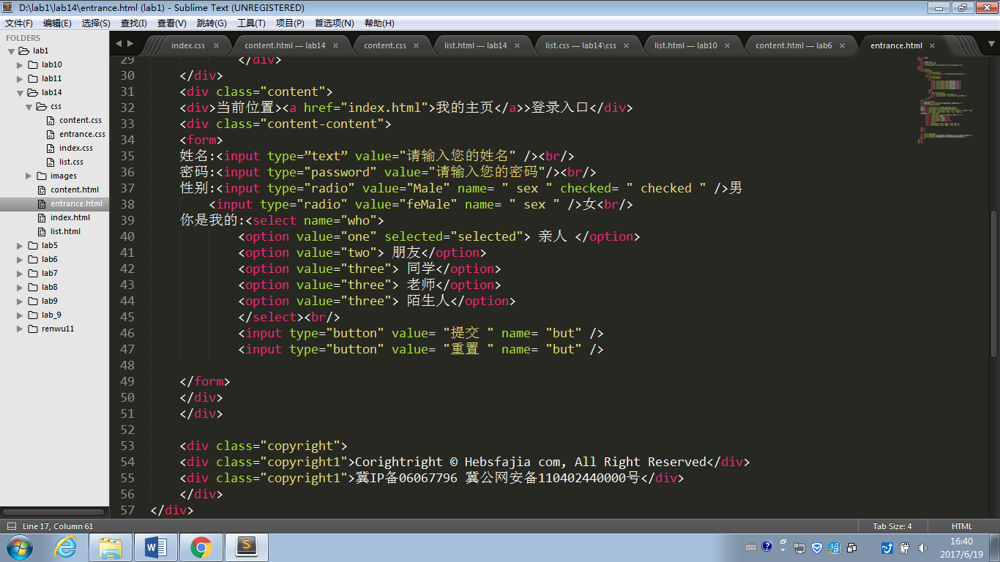 D:\lab1\lab14\entrance.html (lab1) - Sublime Text (UNREGISTERED)
文件(F) 编辑(E) 选择(S) 查找(I) 查看(V) 跳转(G) 工具(T) 项目(P) 首选项(N) 帮助(H)
FOLDERS
lab1
lab10
lab11
lab14
css
content.css
entrance.css
index.css
list.css
images
content.html
entrance.html
index.html
list.html
lab5
lab6
lab7
lab8
lab9
lab_9
renwu11
index.css × content.html — lab14 × content.css × list.html — lab14 × list.css — lab14\css × list.html — lab10 × content.html — lab6 × entrance.html ×
29 </div>
30 </div>
31 <div class="content">
32 <div>当前位置><a href="index.html">我的主页</a>>登录入口</div>
33 <div class="content-content">
34 <form>
35 姓名:<input type=”text” value="请输入您的姓名" /><br/>
36 密码:<input type="password" value="请输入您的密码"/><br/>
37 性别:<input type="radio" value="Male" name= " sex " checked= " checked " />男
38 <input type="radio" value="feMale" name= " sex " />女<br/>
39 你是我的:<select name="who">
40 <option value="one" selected="selected"> 亲人 </option>
41 <option value="two"> 朋友</option>
42 <option value="three"> 同学</option>
43 <option value="three"> 老师</option>
44 <option value="three"> 陌生人</option>
45 </select><br/>
46 <input type="button" value= "提交 " name= "but" />
47 <input type="button" value= "重置 " name= "but" />
48
49 </form>
50 </div>
51 </div>
52
53 <div class="copyright">
54 <div class="copyright1">Corightright © Hebsfajia com, All Right Reserved</div>
55 <div class="copyright1">冀IP备06067796 冀公网安备110402440000号</div>
56 </div>
57 </div>
Line 17, Column 61 Tab Size: 4 HTML
16:40
2017/6/19